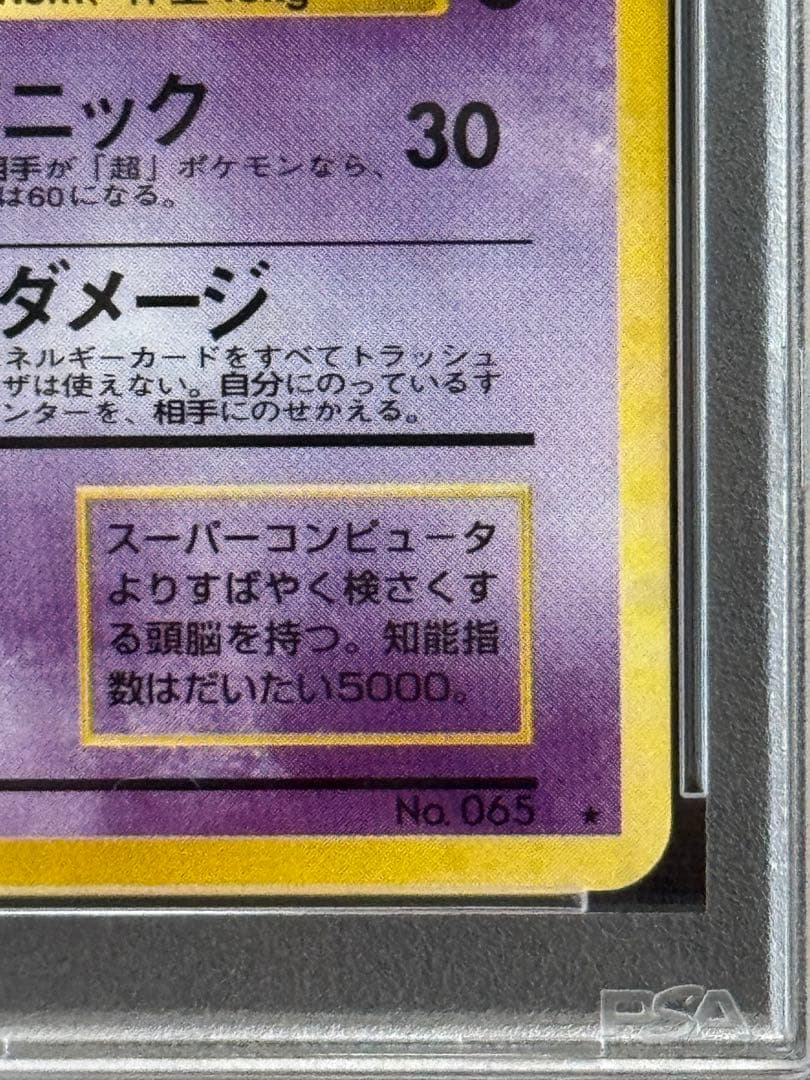 ニック
30
相手が「超」ポケモンなら、
は60になる。
ダメージ
ネルギーカードをすべてトラッシュ
ザは使えない。自分にのっているす
ンターを、相手にのせかえる。
スーパーコンピュータ
よりすばやく検さくす
る頭脳を持つ。知能指
数はだいたい5000。
No. 065 ★
PSA